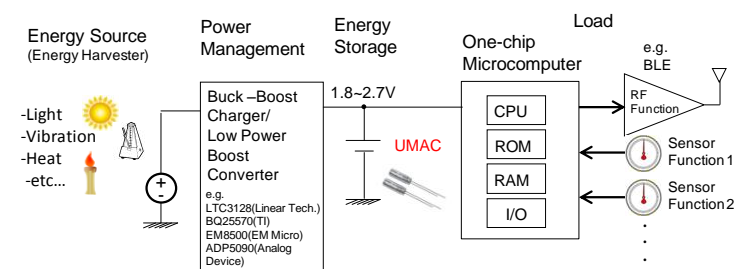 Energy Source
(Energy Harvester)
-Light
-Vibration
-Heat
-etc...
+
-
Power
Management
Buck –Boost
Charger/
Low Power
Boost
Converter
e.g.
LTC3128(Linear Tech.)
BQ25570(TI)
EM8500(EM Micro)
ADP5090(Analog
Device)
Energy
Storage
1.8~2.7V
UMAC
Load
One-chip
Microcomputer
CPU
ROM
RAM
I/O
e.g.
BLE
RF
Function
Sensor
Function 1
Sensor
Function 2